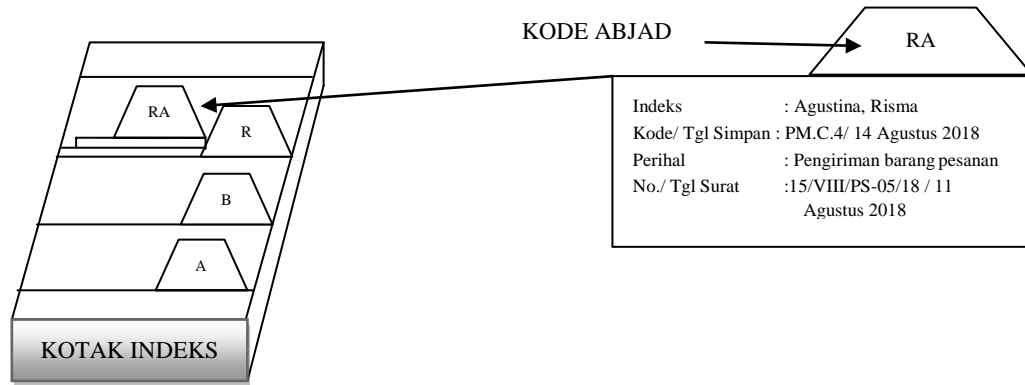 KODE ABJAD
RA
RA
R
B
A
KOTAK INDEKS
Indeks : Agustina, Risma
Kode/ Tgl Simpan : PM.C.4/ 14 Agustus 2018
Perihal : Pengiriman barang pesanan
No./ Tgl Surat :15/VIII/PS-05/18 / 11
Agustus 2018